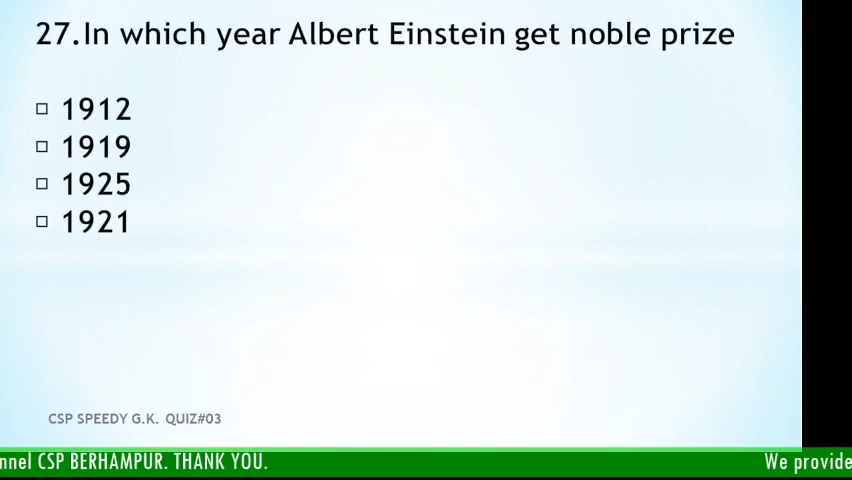 27.In which year Albert Einstein get noble prize
1912
1919
1925
1921
CSP SPEEDY G.K. QUIZ#03
nnel CSP BERHAMPUR. THANK YOU. We provide